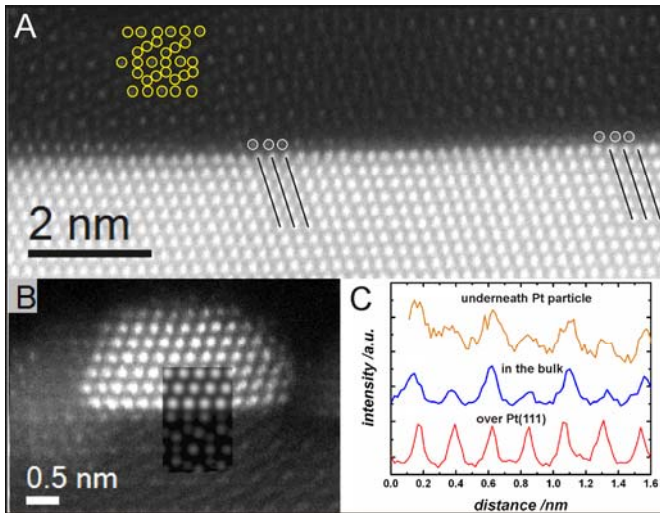 A
2 nm
B
0.5 nm
C
underneath Pt particle
in the bulk
over Pt(111)
intensity /a.u.
0.0 0.2 0.4 0.6 0.8 1.0 1.2 1.4 1.6
distance /nm